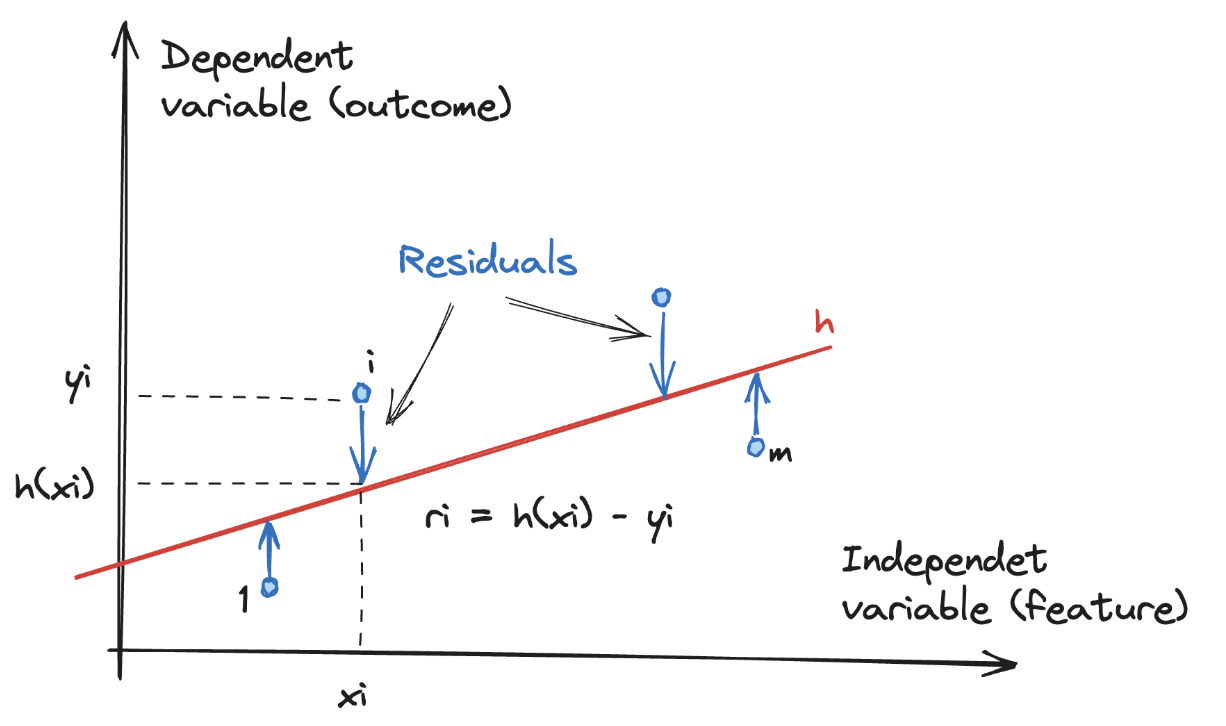 Dependent
variable (outcome)
Residuals
h
i
yi
m
h(xi)
ri = h(xi) - yi
Independet
variable (feature)
1
xi